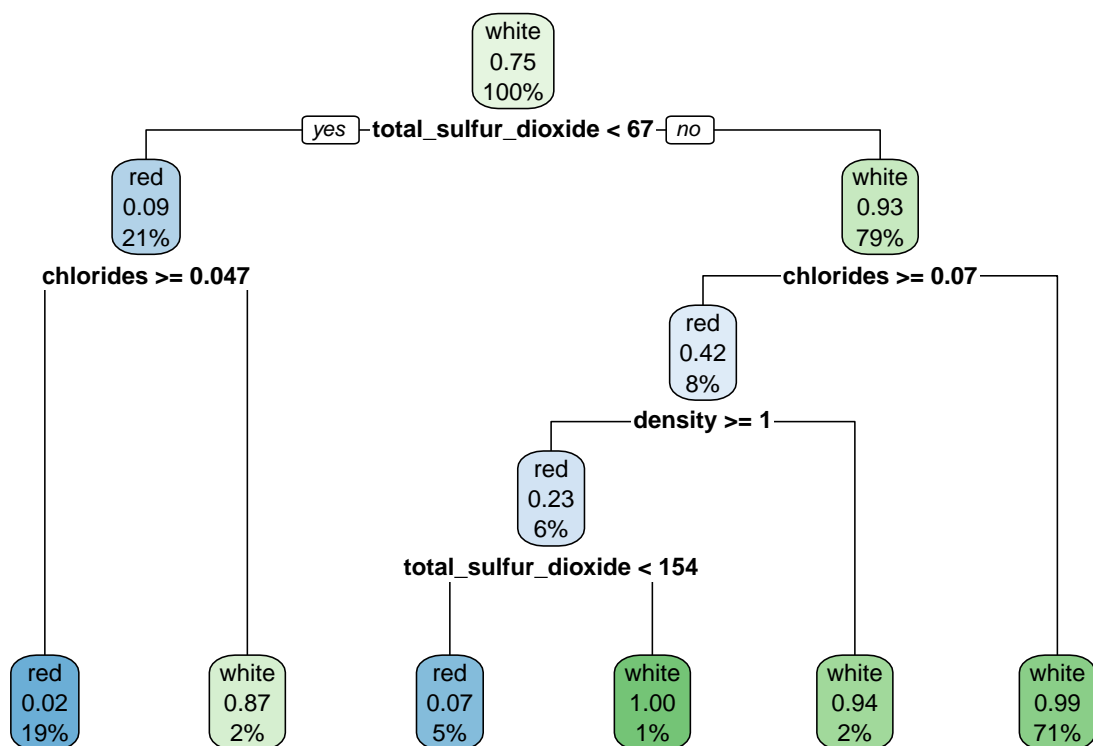 white
0.75
100%
yes total_sulfur_dioxide < 67 no
red
0.09
21%
white
0.93
79%
chlorides >= 0.047
chlorides >= 0.07
red
0.42
8%
density >= 1
red
0.23
6%
total_sulfur_dioxide < 154
red
0.02
19%
white
0.87
2%
red
0.07
5%
white
1.00
1%
white
0.94
2%
white
0.99
71%